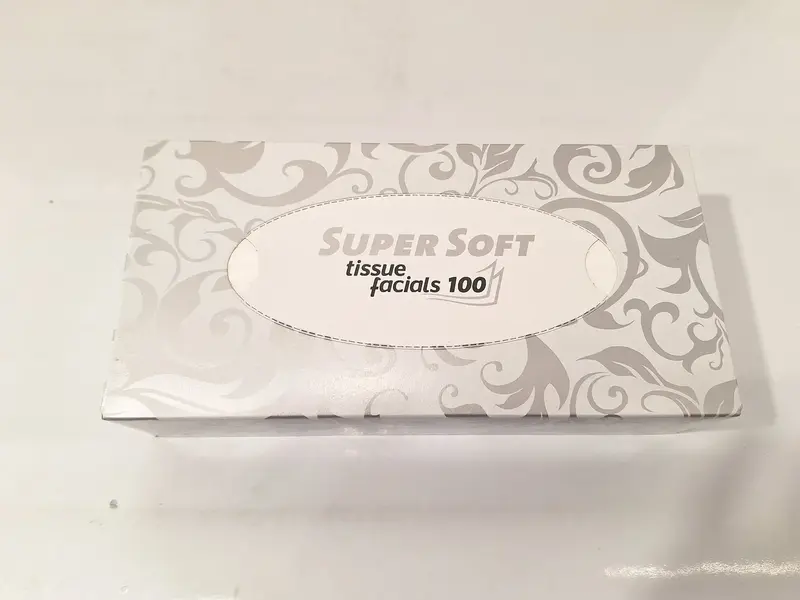 SUPER SOFT
tissue
facials 100